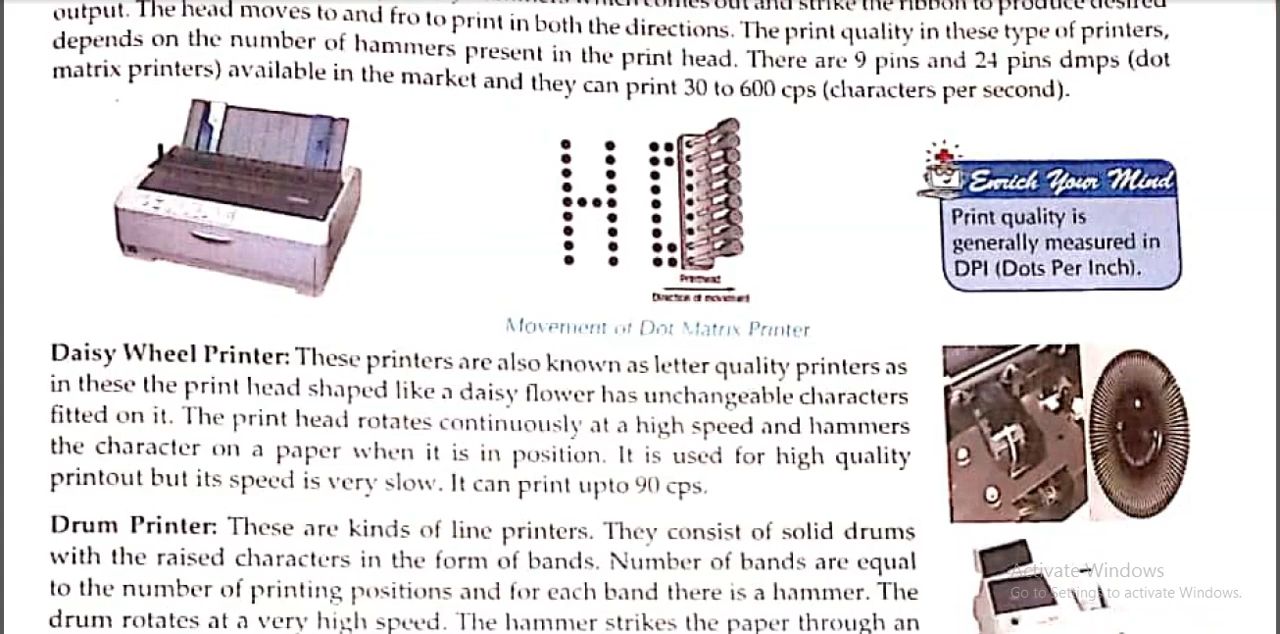 output. The head moves to and fro to print in both the directions. The print quality in these type of printers,
depends on the number of hammers present in the print head. There are 9 pins and 24 pins dmps (dot
matrix printers) available in the market and they can print 30 to 600 cps (characters per second).
Enrich Your Mind
Print quality is
generally measured in
DPI (Dots Per Inch).
Printhead
Direction of movement
Movement of Dot Matrix Printer
Daisy Wheel Printer: These printers are also known as letter quality printers as
in these the print head shaped like a daisy flower has unchangeable characters
fitted on it. The print head rotates continuously at a high speed and hammers
the character on a paper when it is in position. It is used for high quality
printout but its speed is very slow. It can print upto 90 cps.
Drum Printer: These are kinds of line printers. They consist of solid drums
with the raised characters in the form of bands. Number of bands are equal
to the number of printing positions and for each band there is a hammer. The
drum rotates at a very high speed. The hammer strikes the paper through an
Activate Windows
Go to Settings to activate Windows.